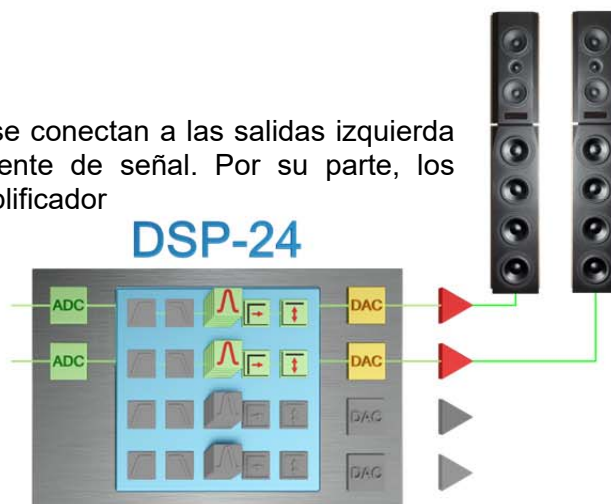 se conectan a las salidas izquierda
ente de señal. Por su parte, los
plificador
DSP-24
ADC
DAC
ADC
DAC
DAC
DAC